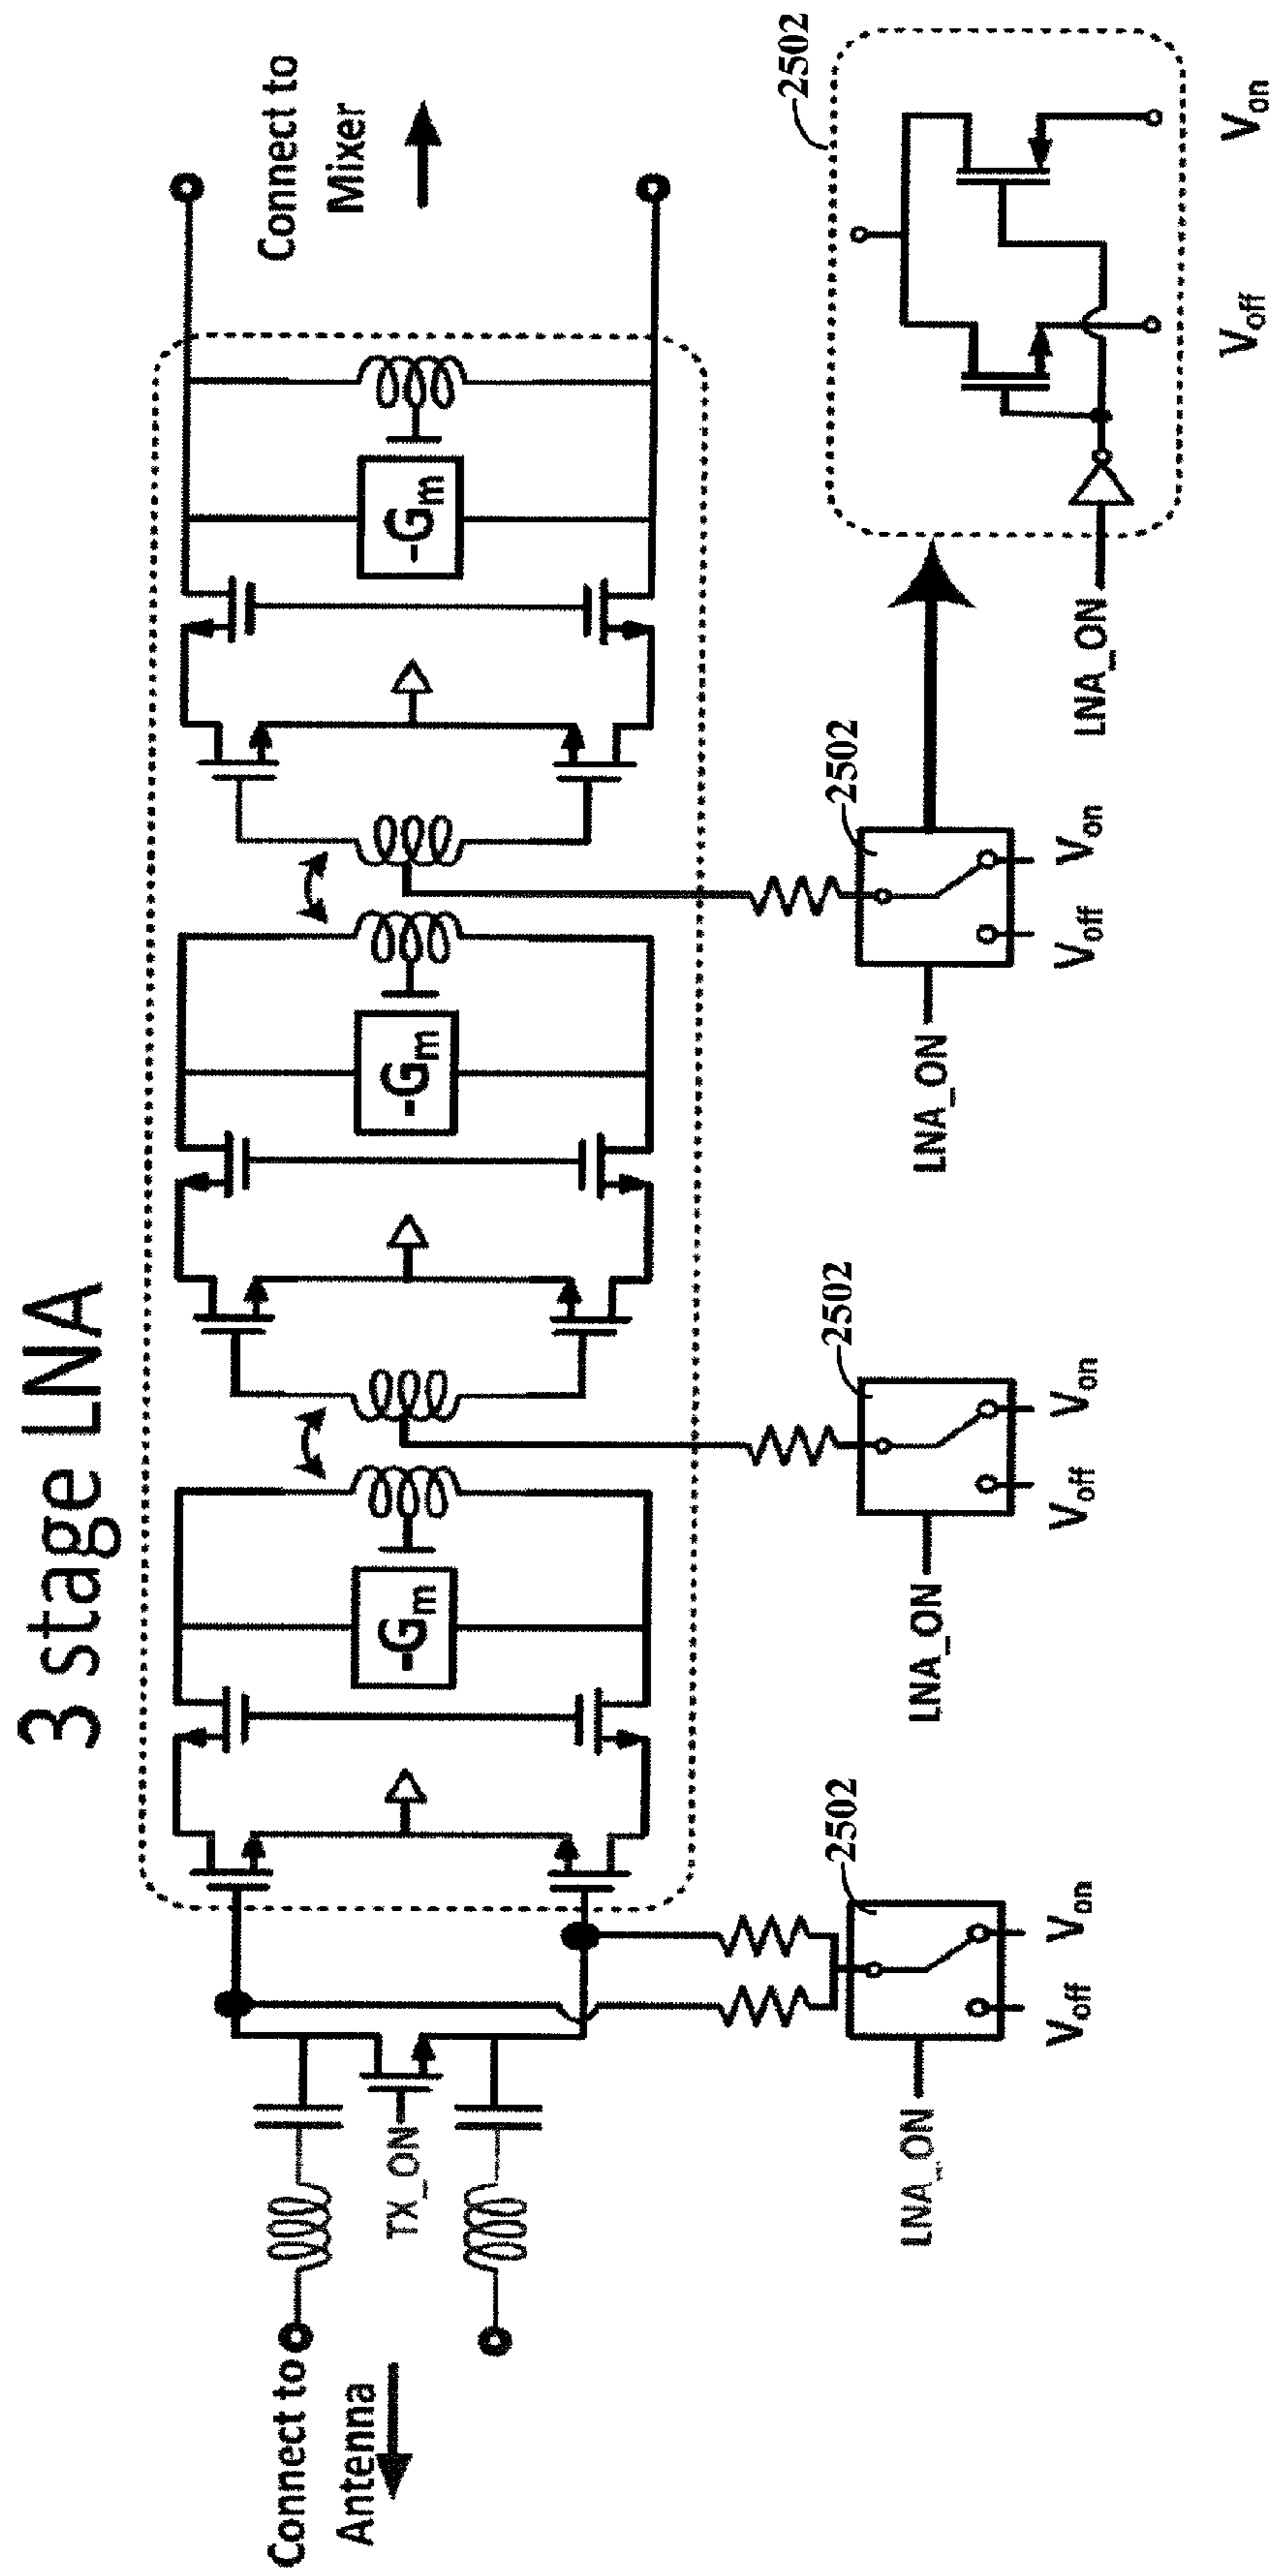 3 stage LNA
Connect to
Antenna
TX_ON
-Gm
-Gm
-Gm
Connect to
Mixer
LNA_ON
2502
Voff
Von
LNA_ON
2502
Voff
Von
LNA_ON
2502
Voff
Von
2502
LNA_ON
Voff
Von